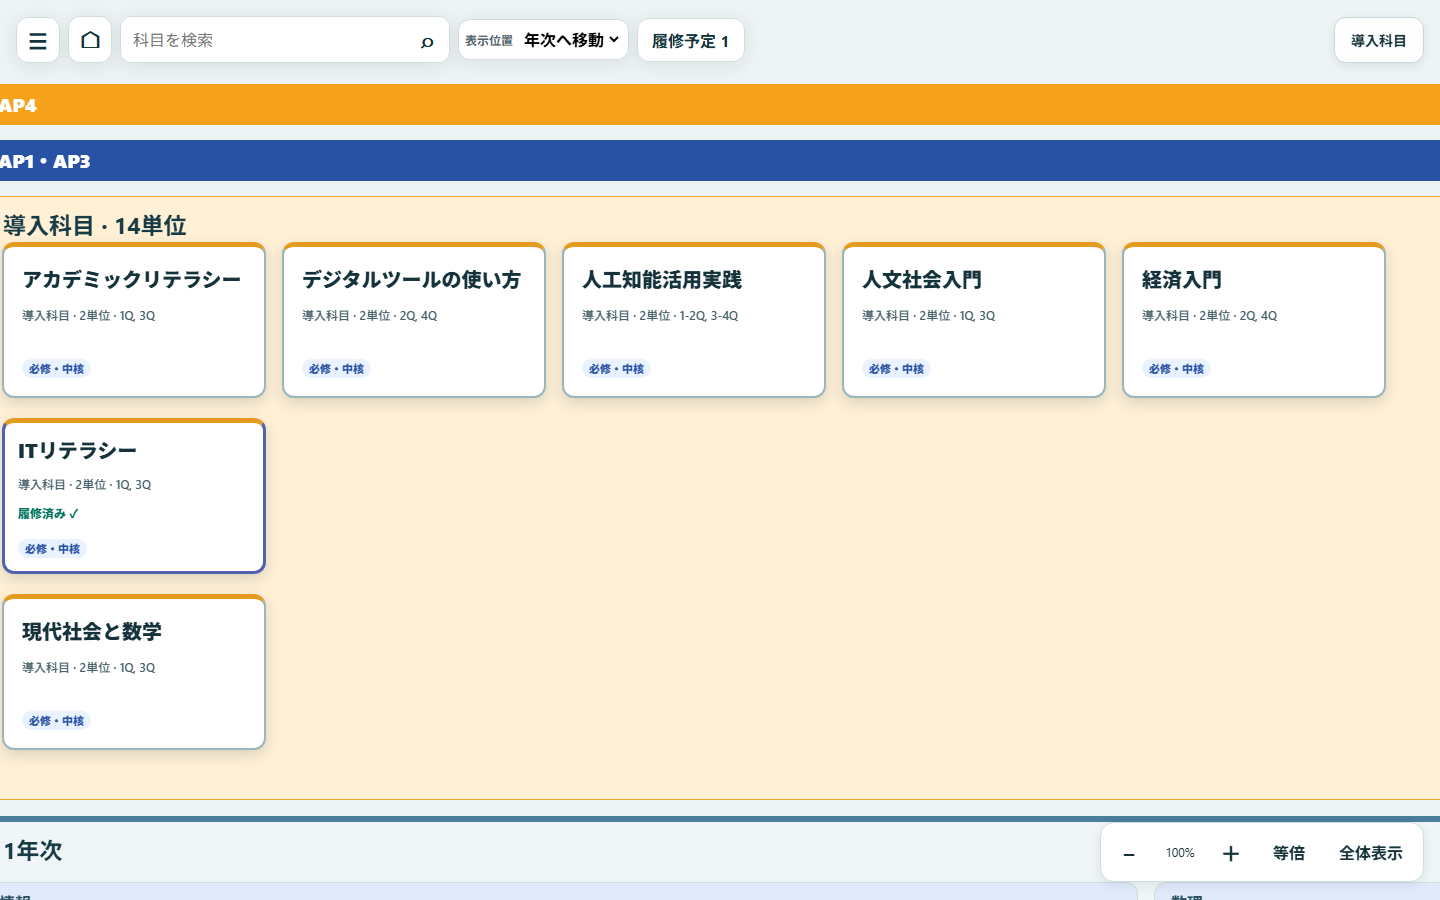 科目を検索
表示位置 年次へ移動
履修予定 1
導入科目
AP4
AP1・AP3
導入科目 · 14単位
アカデミックリテラシー
導入科目 · 2単位 · 1Q, 3Q
必修・中核
デジタルツールの使い方
導入科目 · 2単位 · 2Q, 4Q
必修・中核
人工知能活用実践
導入科目 · 2単位 · 1-2Q, 3-4Q
必修・中核
人文社会入門
導入科目 · 2単位 · 1Q, 3Q
必修・中核
経済入門
導入科目 · 2単位 · 2Q, 4Q
必修・中核
ITリテラシー
導入科目 · 2単位 · 1Q, 3Q
履修済み ✓
必修・中核
現代社会と数学
導入科目 · 2単位 · 1Q, 3Q
必修・中核
1年次
− 100% + 等倍 全体表示
情報
数理